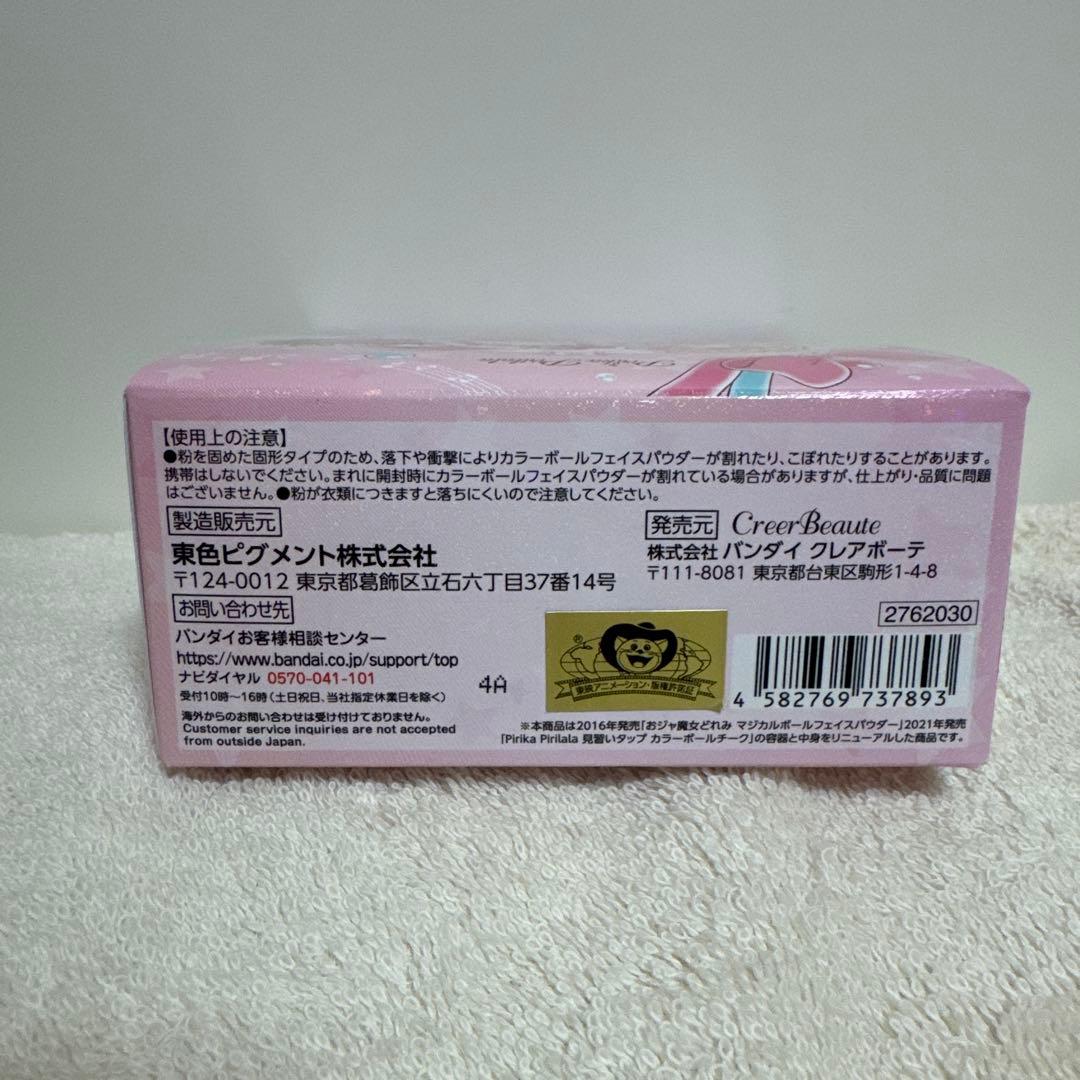 Pirika Pirilala
【使用上の注意】
●粉を固めた固形タイプのため、落下や衝撃によりカラーボールフェイスパウダーが割れたり、こぼれたりすることがあります。
携帯はしないでください。まれに開封時にカラーボールフェイスパウダーが割れている場合がありますが、仕上がり・品質に問題
はございません。●粉が衣類につきますと落ちにくいので注意してください。
製造販売元
東色ピグメント株式会社
〒124-0012 東京都葛飾区立石六丁目37番14号
お問い合わせ先
バンダイお客様相談センター
https://www.bandai.co.jp/support/top
ナビダイヤル 0570-041-101
受付10時〜16時(土日祝日、当社指定休業日を除く)
海外からのお問い合わせは受け付けておりません。
Customer service inquiries are not accepted
from outside Japan.
4A
発売元 CreerBeaute
株式会社 バンダイ クレアボーテ
〒111-8081 東京都台東区駒形1-4-8
2762030
®
東映アニメーション・版権許諾証
4 582769 737893
※本商品は2016年発売「おジャ魔女どれみ マジカルボールフェイスパウダー」2021年発売
「Pirika Pirilala 見習いタップ カラーボールチーク」の容器と中身をリニューアルした商品です。